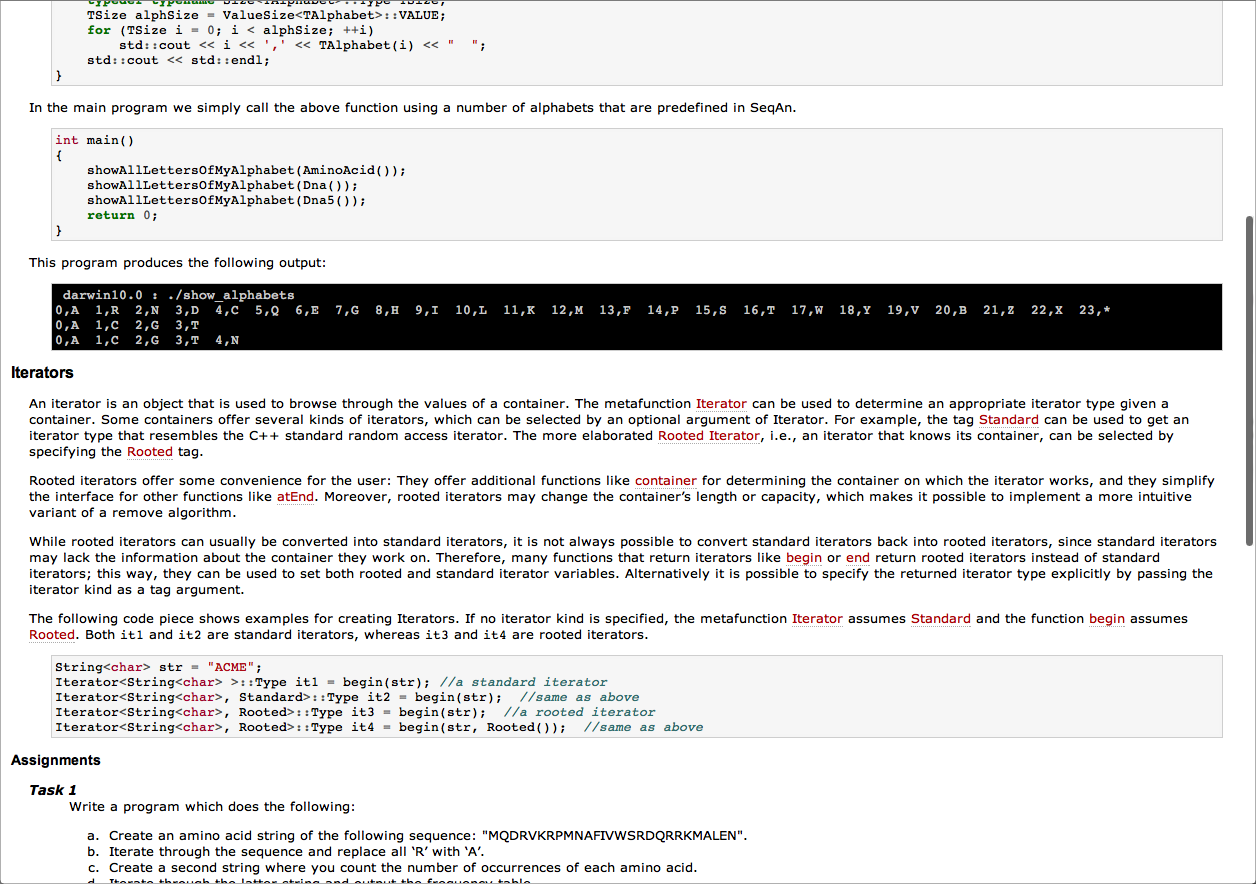 typedef typename Size<TAlphabet>::Type TSize;
TSize alphSize = ValueSize<TAlphabet>::VALUE;
for (TSize i = 0; i < alphSize; ++i)
std::cout << i << ',' << TAlphabet(i) << "  ";
std::cout << std::endl;
}
In the main program we simply call the above function using a number of alphabets that are predefined in SeqAn.
int main()
{
showAllLettersOfMyAlphabet(AminoAcid());
showAllLettersOfMyAlphabet(Dna());
showAllLettersOfMyAlphabet(Dna5());
return 0;
}
This program produces the following output:
darwin10.0 : ./show_alphabets
0,A  1,R  2,N  3,D  4,C  5,Q  6,E  7,G  8,H  9,I  10,L  11,K  12,M  13,F  14,P  15,S  16,T  17,W  18,Y  19,V  20,B  21,Z  22,X  23,*
0,A  1,C  2,G  3,T
0,A  1,C  2,G  3,T  4,N
Iterators
An iterator is an object that is used to browse through the values of a container. The metafunction Iterator can be used to determine an appropriate iterator type given a
container. Some containers offer several kinds of iterators, which can be selected by an optional argument of Iterator. For example, the tag Standard can be used to get an
iterator type that resembles the C++ standard random access iterator. The more elaborated Rooted Iterator, i.e., an iterator that knows its container, can be selected by
specifying the Rooted tag.
Rooted iterators offer some convenience for the user: They offer additional functions like container for determining the container on which the iterator works, and they simplify
the interface for other functions like atEnd. Moreover, rooted iterators may change the container’s length or capacity, which makes it possible to implement a more intuitive
variant of a remove algorithm.
While rooted iterators can usually be converted into standard iterators, it is not always possible to convert standard iterators back into rooted iterators, since standard iterators
may lack the information about the container they work on. Therefore, many functions that return iterators like begin or end return rooted iterators instead of standard
iterators; this way, they can be used to set both rooted and standard iterator variables. Alternatively it is possible to specify the returned iterator type explicitly by passing the
iterator kind as a tag argument.
The following code piece shows examples for creating Iterators. If no iterator kind is specified, the metafunction Iterator assumes Standard and the function begin assumes
Rooted. Both it1 and it2 are standard iterators, whereas it3 and it4 are rooted iterators.
String<char> str = "ACME";
Iterator<String<char> >::Type it1 = begin(str); //a standard iterator
Iterator<String<char>, Standard>::Type it2 = begin(str);  //same as above
Iterator<String<char>, Rooted>::Type it3 = begin(str);  //a rooted iterator
Iterator<String<char>, Rooted>::Type it4 = begin(str, Rooted());  //same as above
Assignments
Task 1
Write a program which does the following:
a. Create an amino acid string of the following sequence: "MQDRVKRPMNAFIVWSRDQRRKMALEN".
b. Iterate through the sequence and replace all ‘R’ with ‘A’.
c. Create a second string where you count the number of occurrences of each amino acid.
d. Iterate through the latter string and output the frequency table.